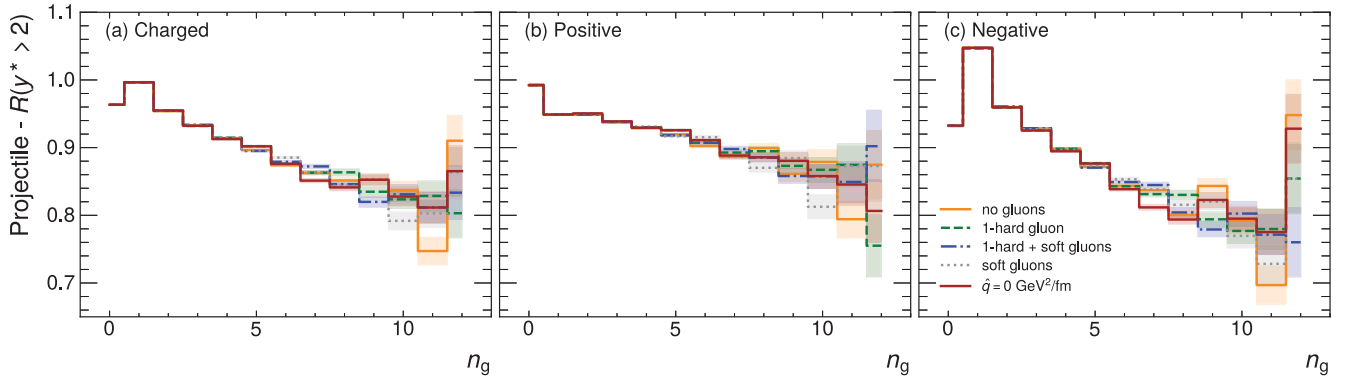 Projectile - R(y* > 2)
1.1
1.0
0.9
0.8
0.7
(a) Charged
(b) Positive
(c) Negative
no gluons
1-hard gluon
1-hard + soft gluons
soft gluons
q̂ = 0 GeV²/fm
0 5 10
0 5 10
0 5 10
n_g
n_g
n_g